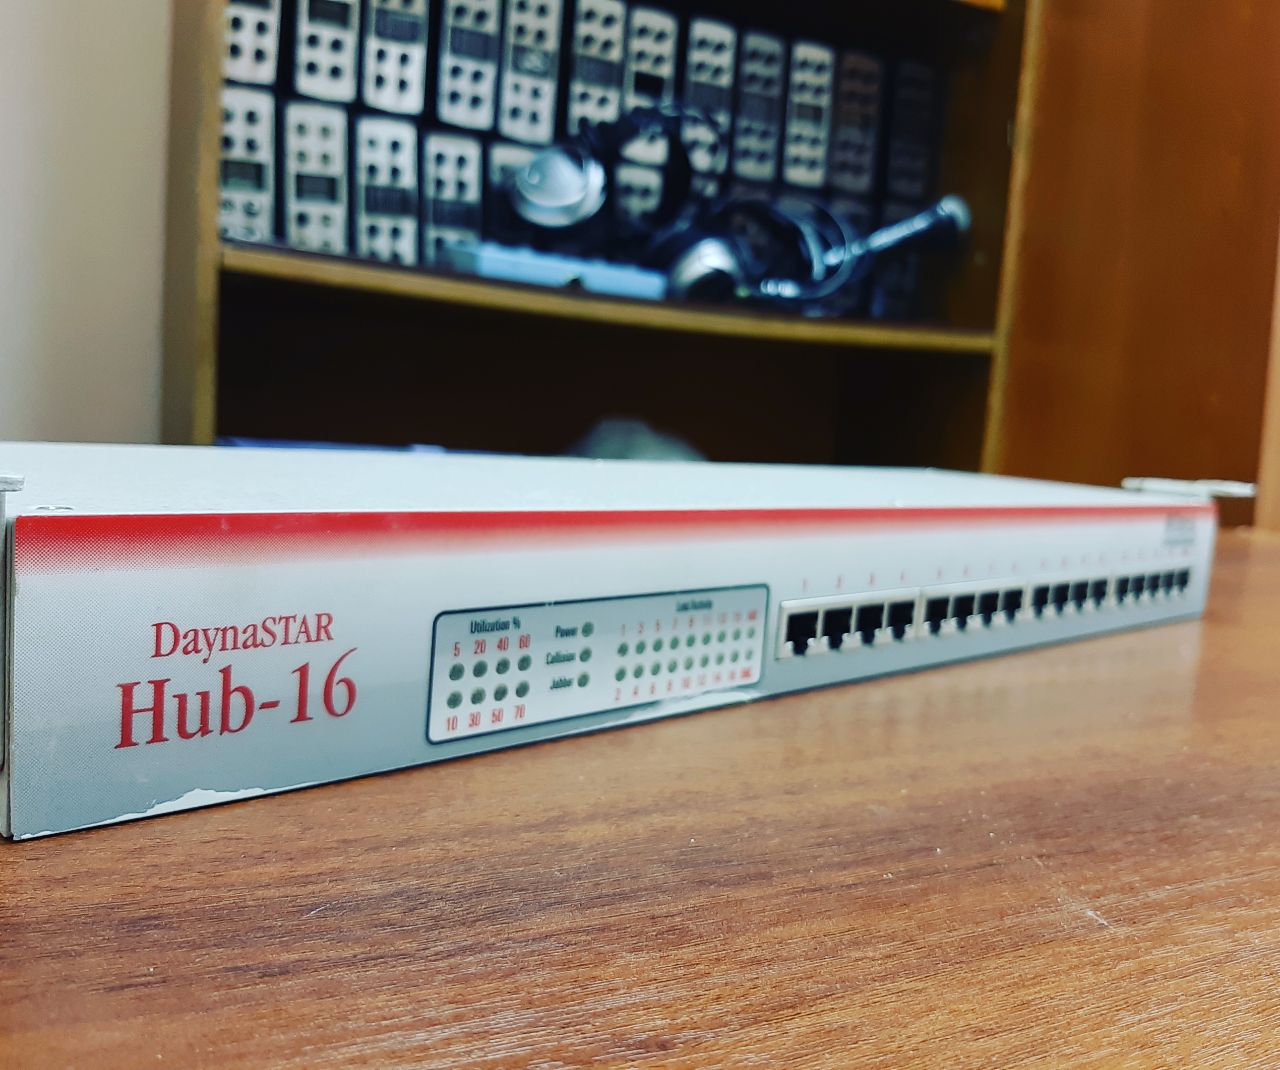 DaynaSTAR
Hub-16
Utilization %
5 20 40 60
10 30 50 70
Power
Collision
Jabber
Link/Activity
1 3 5 7 9 11 13 15
2 4 6 8 10 12 14 16
1 2 3 4